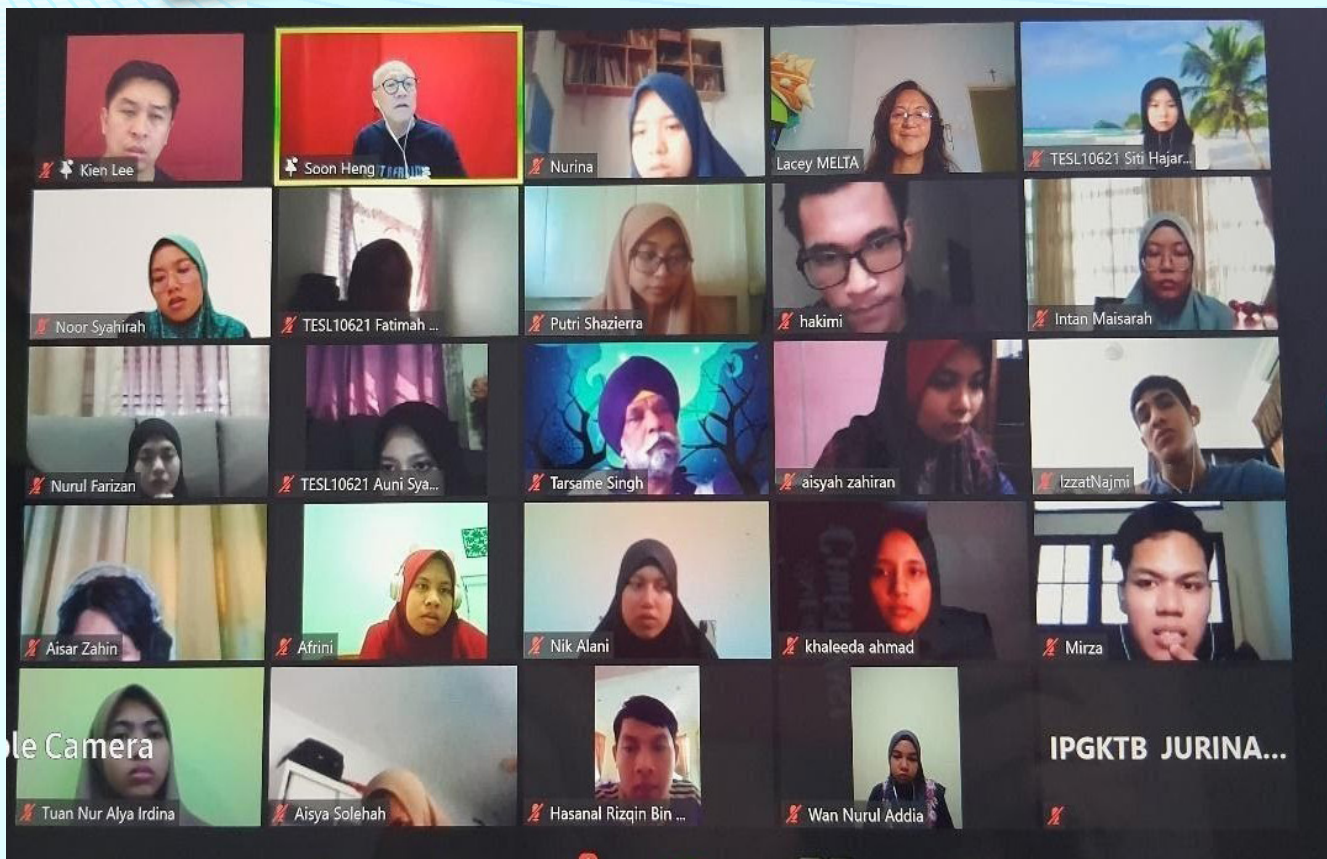 Kien Lee
Soon Heng
Nurina
Lacey MELTA
TESL10621 Siti Hajar...
Noor Syahirah
TESL10621 Fatimah ...
Putri Shazierra
hakimi
Intan Maisarah
Nurul Farizan
TESL10621 Auni Sya...
Tarsame Singh
aisyah zahiran
IzzatNajmi
Aisar Zahin
Afrini
Nik Alani
khaleeda ahmad
Mirza
ole Camera
Tuan Nur Alya Irdina
Aisya Solehah
Hasanal Rizqin Bin ...
Wan Nurul Addia
IPGKTB JURINA...